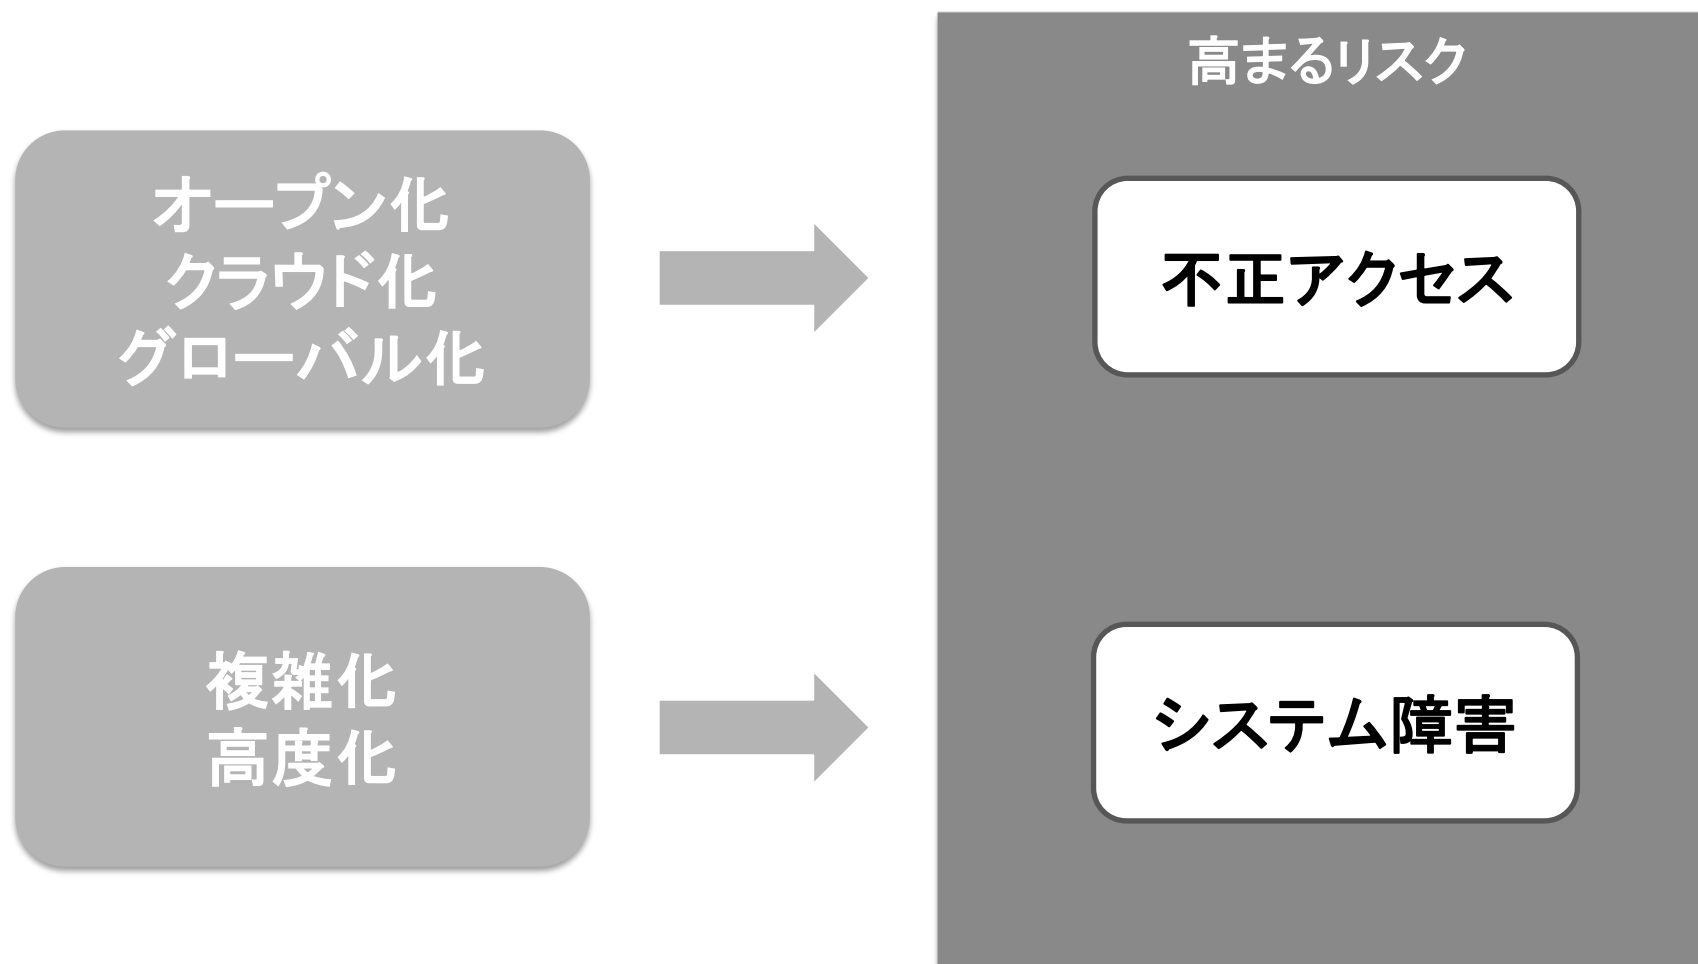 高まるリスク
オープン化
クラウド化
グローバル化
不正アクセス
複雑化
高度化
システム障害